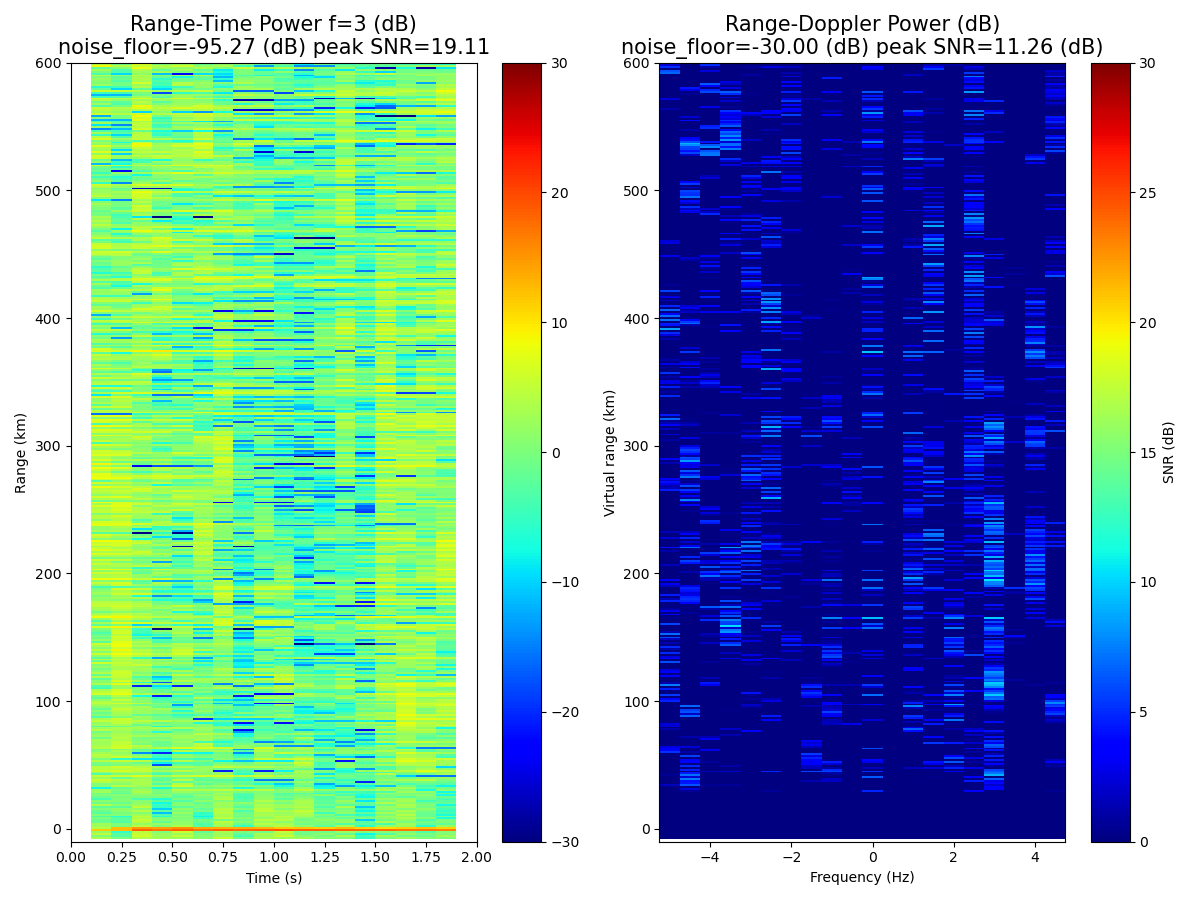 Range-Time Power f=3 (dB)
noise_floor=-95.27 (dB) peak SNR=19.11
Range-Doppler Power (dB)
noise_floor=-30.00 (dB) peak SNR=11.26 (dB)
600
500
400
300
200
100
0
Range (km)
0.00 0.25 0.50 0.75 1.00 1.25 1.50 1.75 2.00
Time (s)
30
20
10
0
−10
−20
−30
600
500
400
300
200
100
0
Virtual range (km)
−4 −2 0 2 4
Frequency (Hz)
30
25
20
15
10
5
0
SNR (dB)